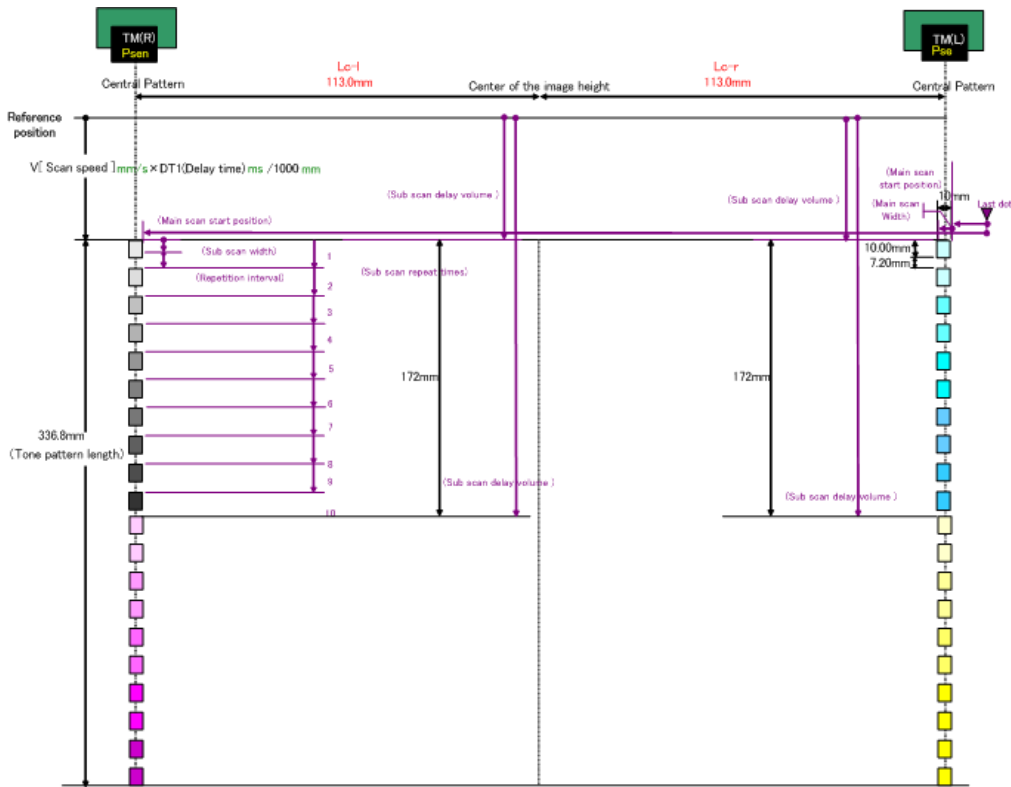 TM(R)
Psen
TM(L)
Pse
Central Pattern
Lc-l
113.0mm
Center of the image height
Lc-r
113.0mm
Central Pattern
Reference
position
V[ Scan speed ]mm/s×DT1(Delay time) ms /1000 mm
(Sub scan delay volume )
(Sub scan delay volume )
(Main scan
start position)
10 mm
(Main scan
Width)
Last dot
(Main scan start position)
(Sub scan width)
(Repetition interval)
(Sub scan repeat times)
1
2
3
4
5
6
7
8
9
10
10.00mm
7.20mm
172mm
172mm
336.8mm
(Tone pattern length)
(Sub scan delay volume )
(Sub scan delay volume )